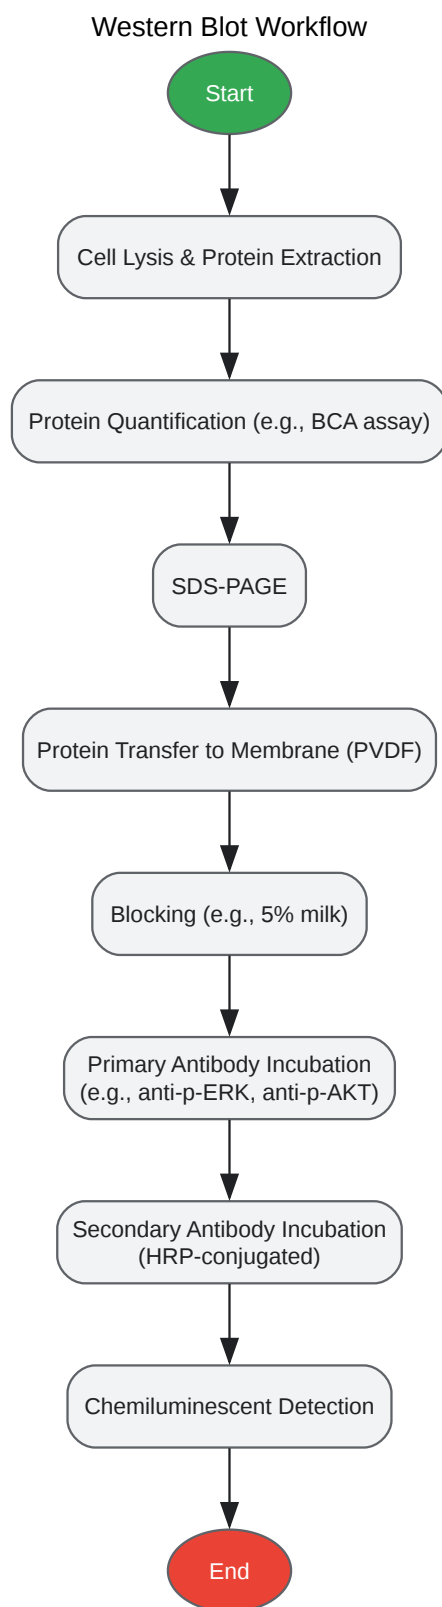 Western Blot Workflow
Start
Cell Lysis & Protein Extraction
Protein Quantification (e.g., BCA assay)
SDS-PAGE
Protein Transfer to Membrane (PVDF)
Blocking (e.g., 5% milk)
Primary Antibody Incubation
(e.g., anti-p-ERK, anti-p-AKT)
Secondary Antibody Incubation
(HRP-conjugated)
Chemiluminescent Detection
End